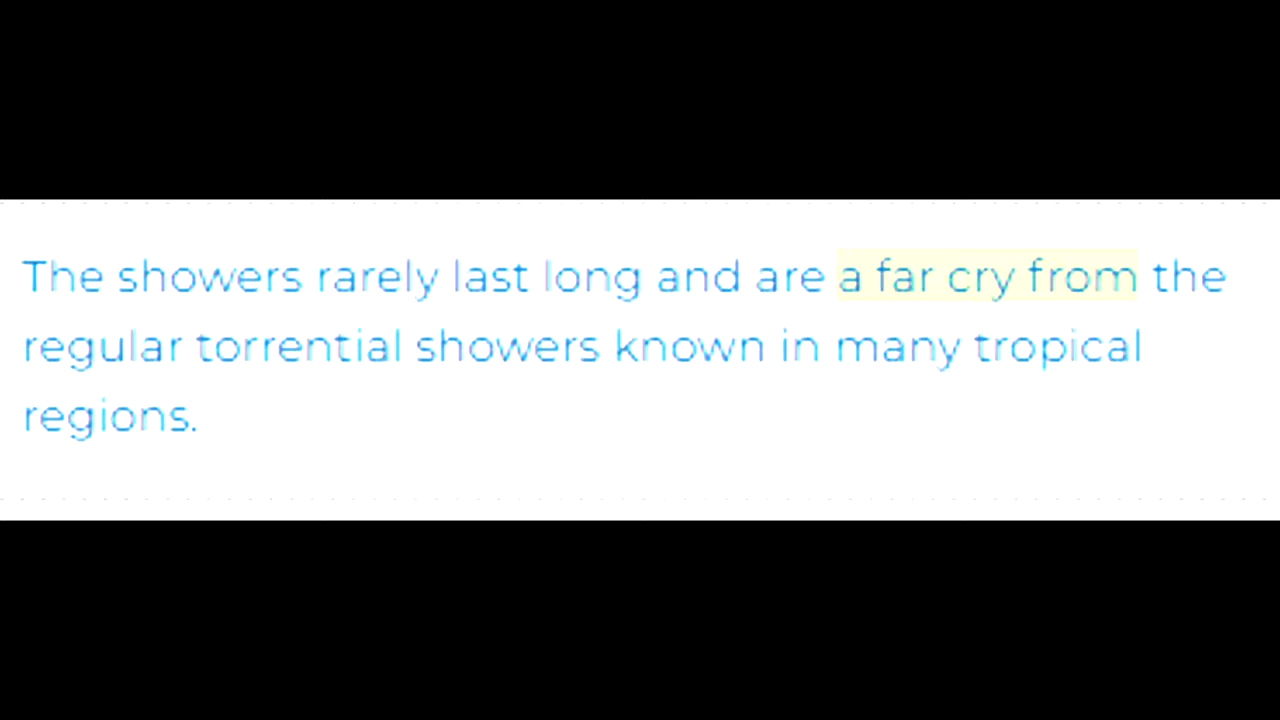 The showers rarely last long and are a far cry from the
regular torrential showers known in many tropical
regions.